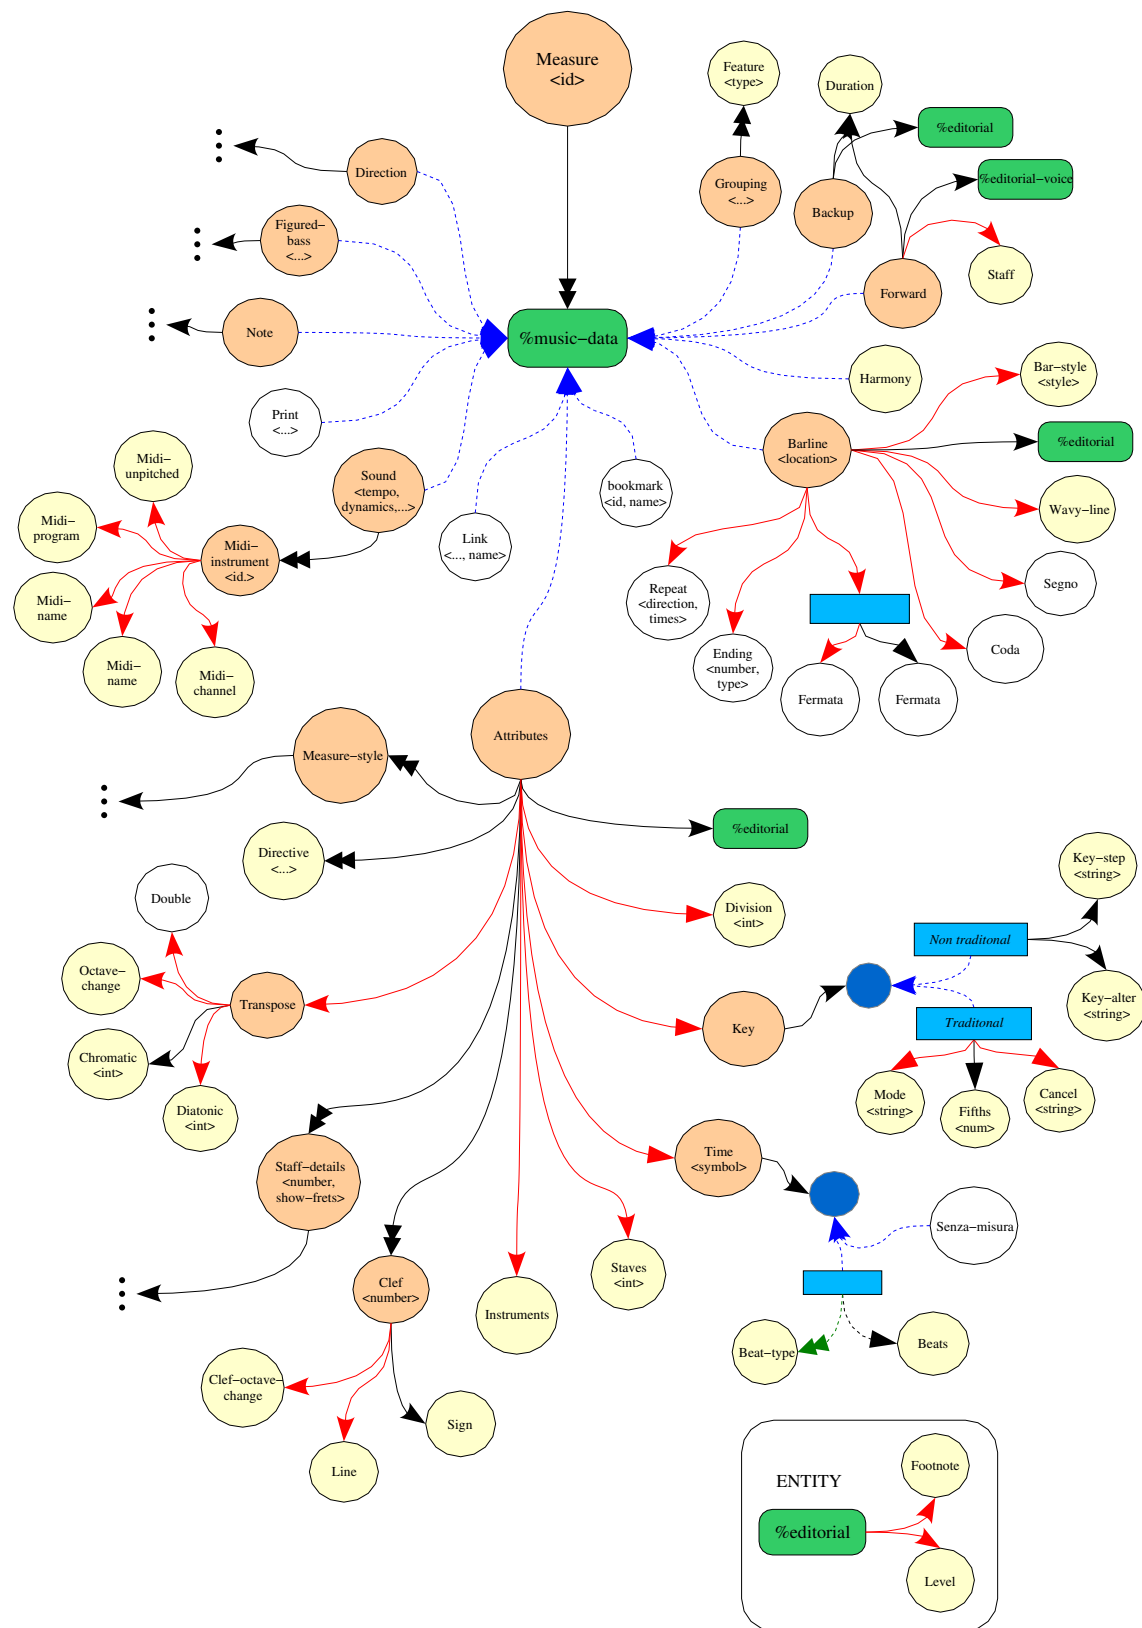 Measure
<id>
Feature
<type>
Duration
%editorial
Direction
%editorial-voice
Grouping
<...>
Backup
Figured-
bass
<...>
Staff
Forward
Note
%music-data
Bar-style
<style>
Harmony
Print
<...>
Barline
<location>
%editorial
Midi-
unpitched
Sound
<tempo,
dynamics,...>
bookmark
<id, name>
Wavy-line
Midi-
program
Link
<..., name>
Midi-
instrument
<id.>
Segno
Repeat
<direction,
times>
Midi-
name
Midi-
name
Midi-
channel
Ending
<number,
type>
Coda
Fermata
Fermata
Attributes
Measure-style
%editorial
Directive
<...>
Key-step
<string>
Double
Division
<int>
Non traditonal
Octave-
change
Transpose
Key-alter
<string>
Key
Traditonal
Chromatic
<int>
Diatonic
<int>
Mode
<string>
Fifths
<num>
Cancel
<string>
Time
<symbol>
Staff-details
<number,
show-frets>
Senza-misura
Staves
<int>
Clef
<number>
Instruments
Beats
Beat-type
Clef-octave-
change
Sign
Line
Footnote
ENTITY
%editorial
Level